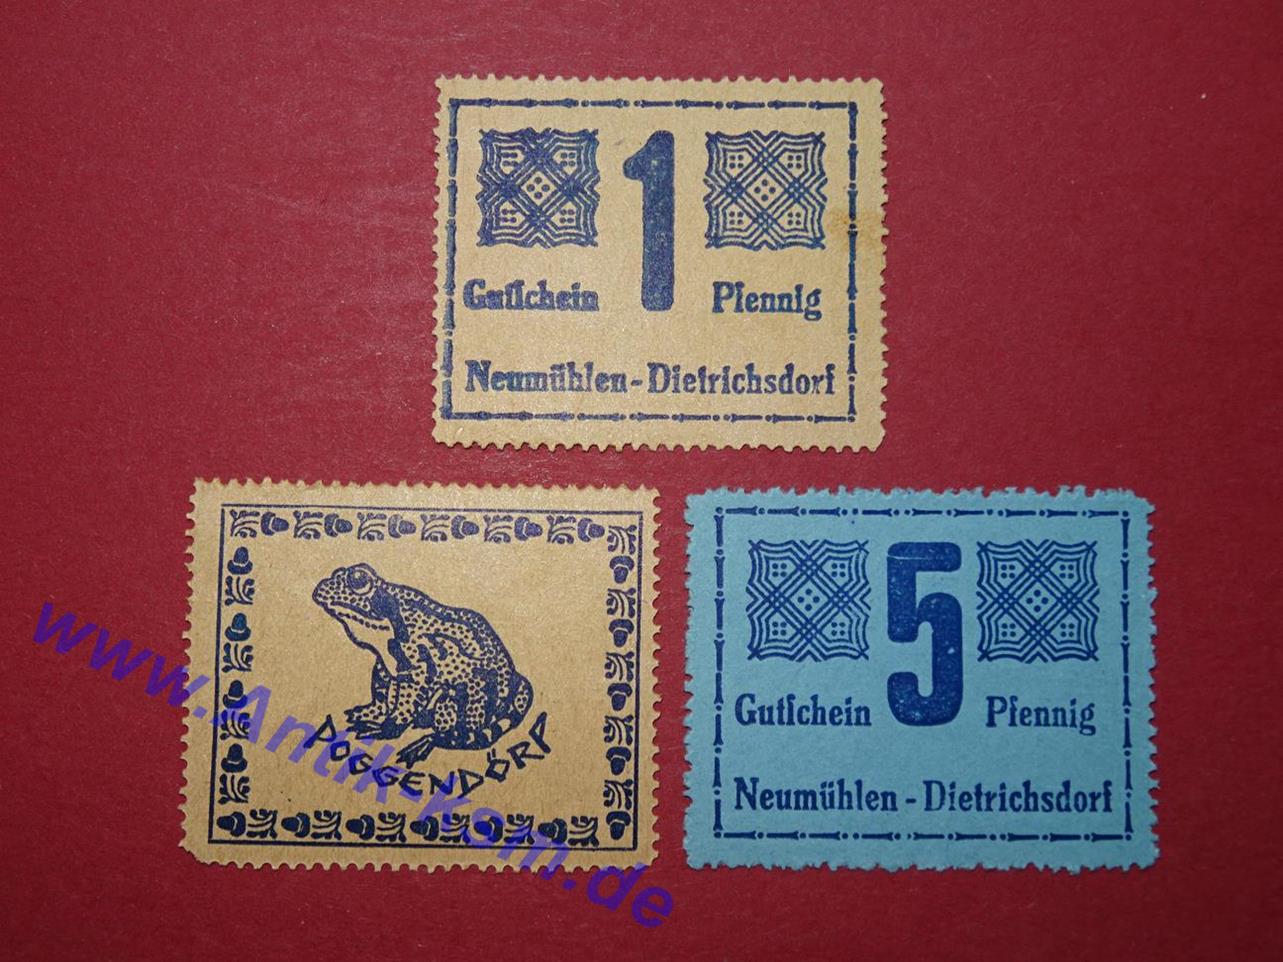 1
Gutſchein Pfennig
Neumühlen-Dietrichsdorf
POGGENDÖRP
5
Gutſchein Pfennig
Neumühlen-Dietrichsdorf
www.Antik-Kom.de